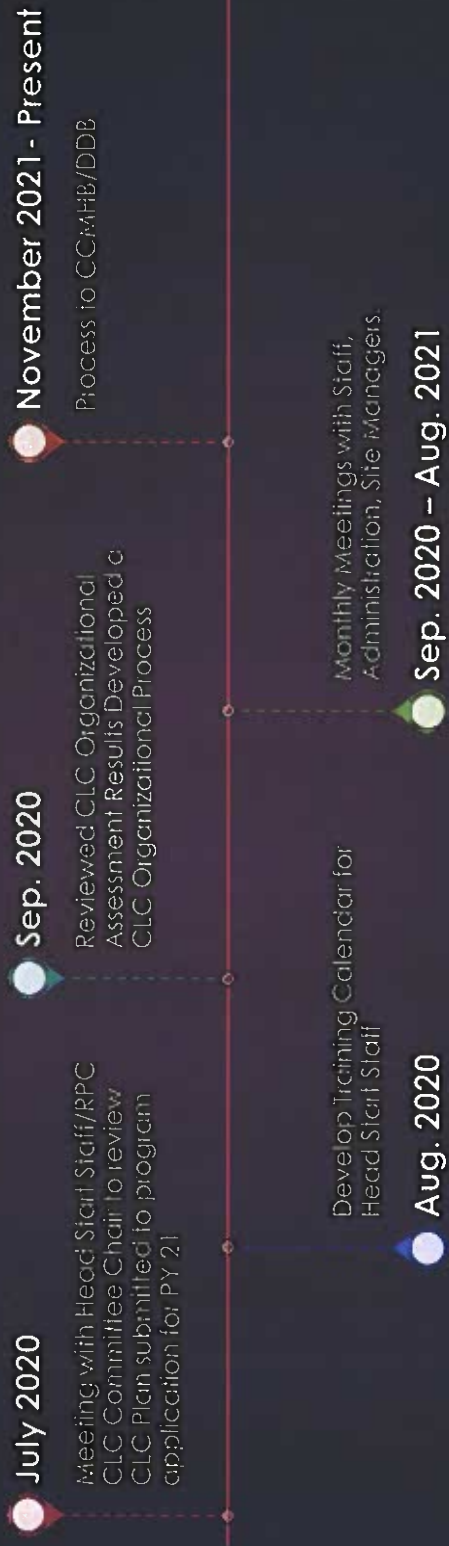 July 2020
Meeting with Head Start Staff/RPC
CLC Committee Chair to review
CLC Plan submitted to program
application for PY 21
Develop Training Calendar for
Head Start Staff
Aug. 2020
Sep. 2020
Reviewed CLC Organizational
Assessment Results Developed a
CLC Organizational Process
Monthly Meetings with Staff,
Administration, Site Managers.
Sep. 2020 – Aug. 2021
November 2021- Present
Process to CCMHB/DDB